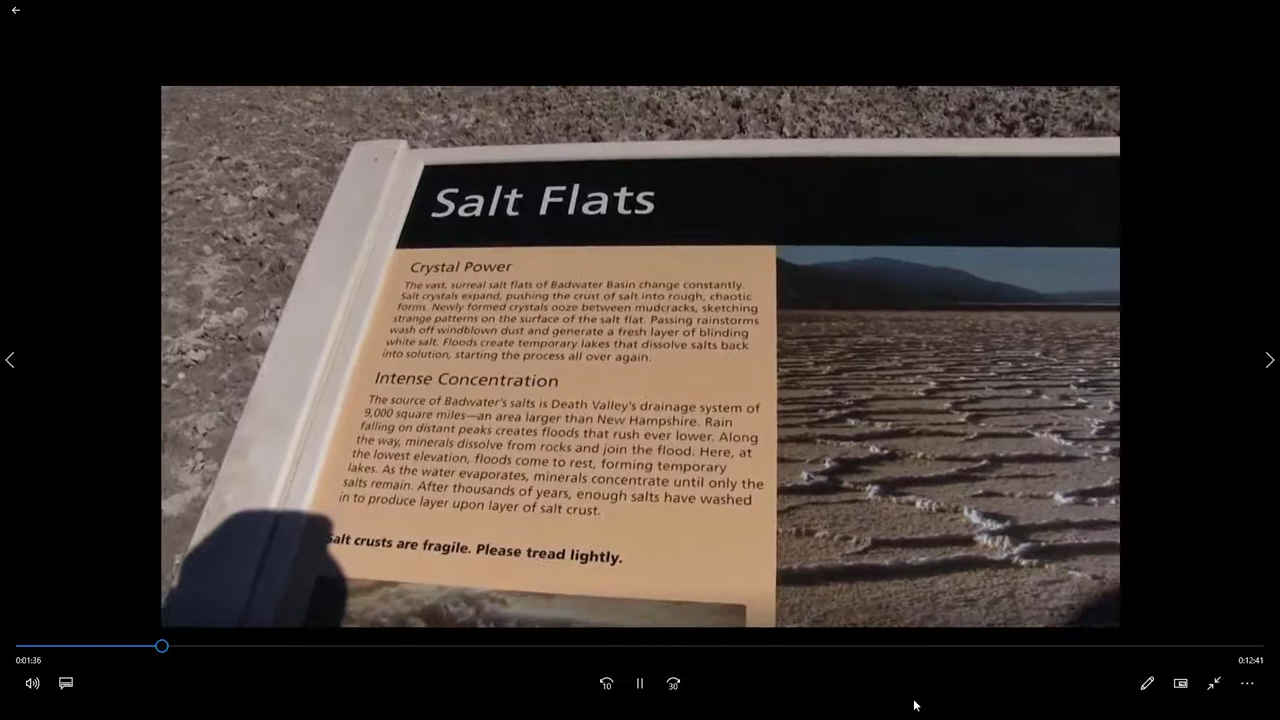 Salt Flats
Crystal Power
The vast, surreal salt flats of Badwater Basin change constantly.
Salt crystals expand, pushing the crust of salt into rough, chaotic
forms. Newly formed crystals ooze between mudcracks, sketching
strange patterns on the surface of the salt flat. Passing rainstorms
wash off windblown dust and generate a fresh layer of blinding
white salt. Floods create temporary lakes that dissolve salts back
into solution, starting the process all over again.
Intense Concentration
The source of Badwater's salts is Death Valley's drainage system of
9,000 square miles—an area larger than New Hampshire. Rain
falling on distant peaks creates floods that rush ever lower. Along
the way, minerals dissolve from rocks and join the flood. Here, at
the lowest elevation, floods come to rest, forming temporary
lakes. As the water evaporates, minerals concentrate until only the
salts remain. After thousands of years, enough salts have washed
in to produce layer upon layer of salt crust.
Salt crusts are fragile. Please tread lightly.
0:01:36
0:12:41
10
30